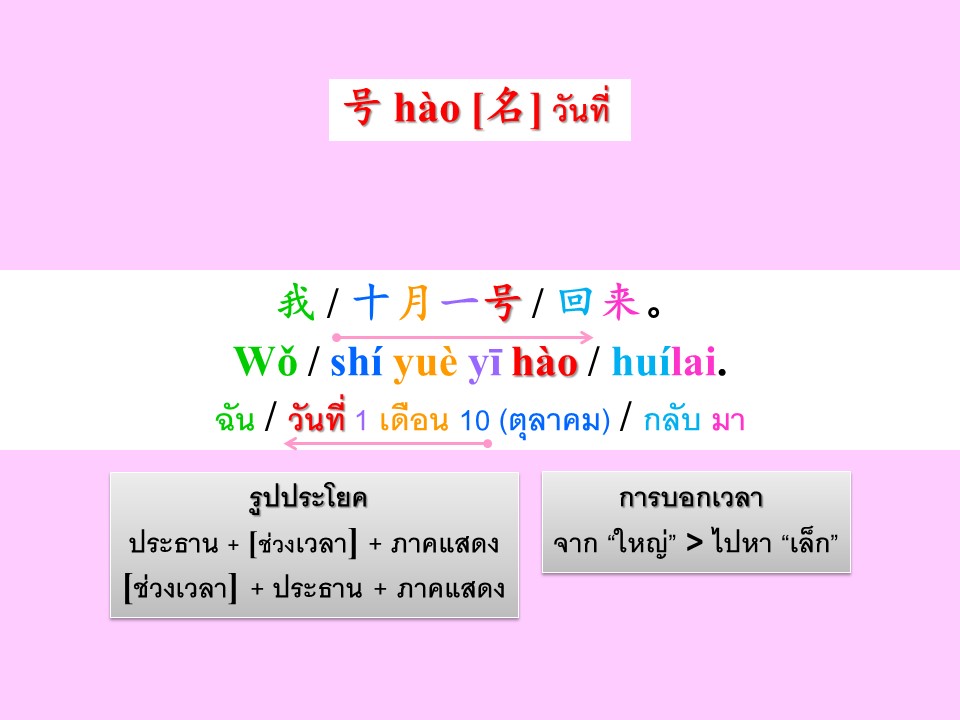 号 hào [名] วันที่
我 / 十月一号 / 回来。
Wǒ / shí yuè yī hào / huílai.
ฉัน / วันที่ 1 เดือน 10 (ตุลาคม) / กลับ มา
รูปประโยค
ประธาน + [ช่วงเวลา] + ภาคแสดง
[ช่วงเวลา] + ประธาน + ภาคแสดง
การบอกเวลา
จาก “ใหญ่” > ไปหา “เล็ก”